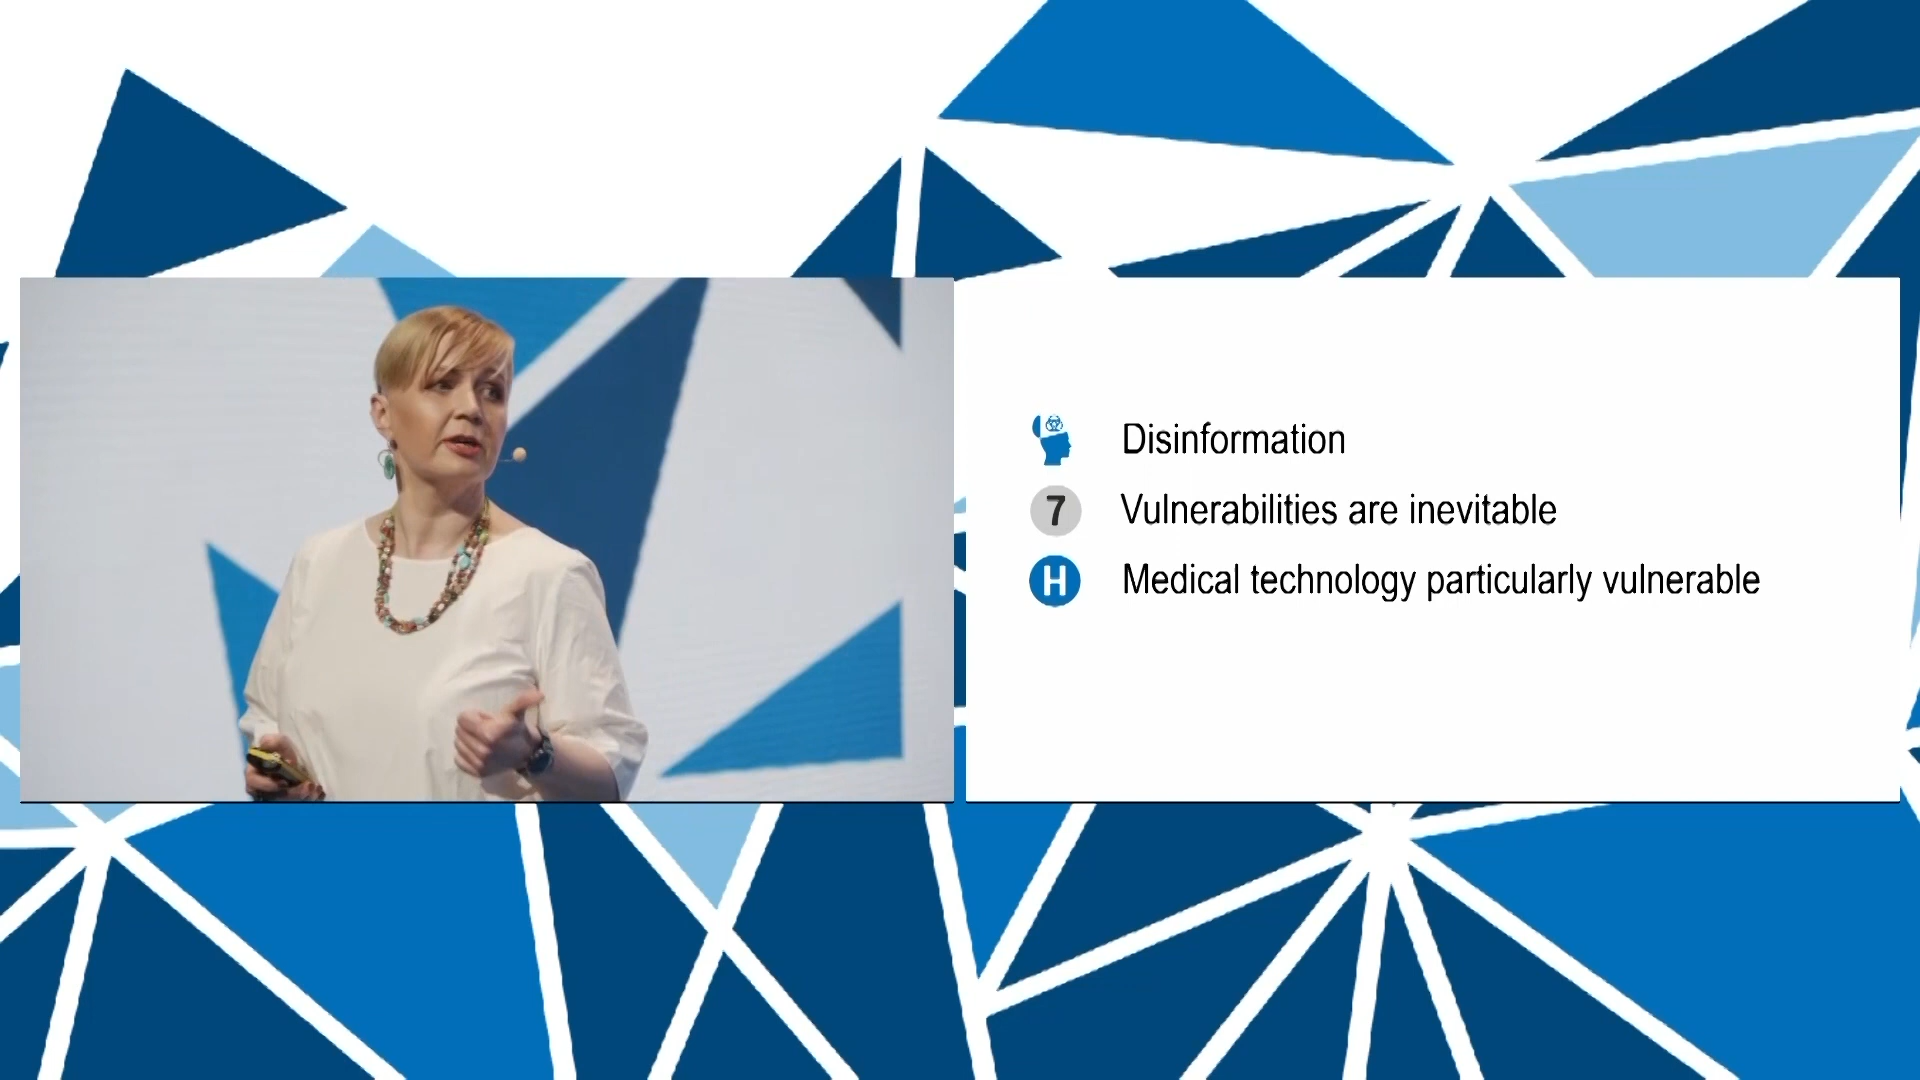 Disinformation
7 Vulnerabilities are inevitable
H Medical technology particularly vulnerable